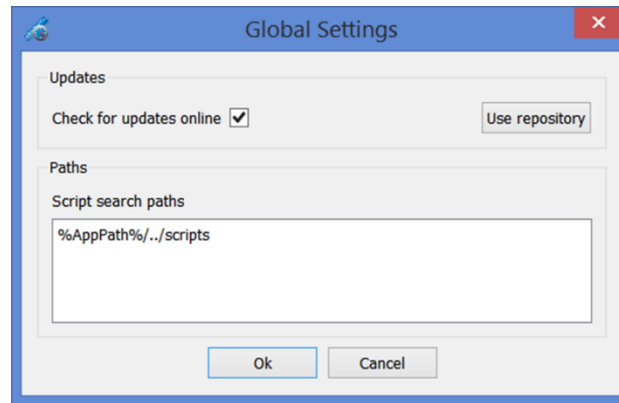 Global Settings
Updates
Check for updates online
Use repository
Paths
Script search paths
%AppPath%/../scripts
Ok
Cancel